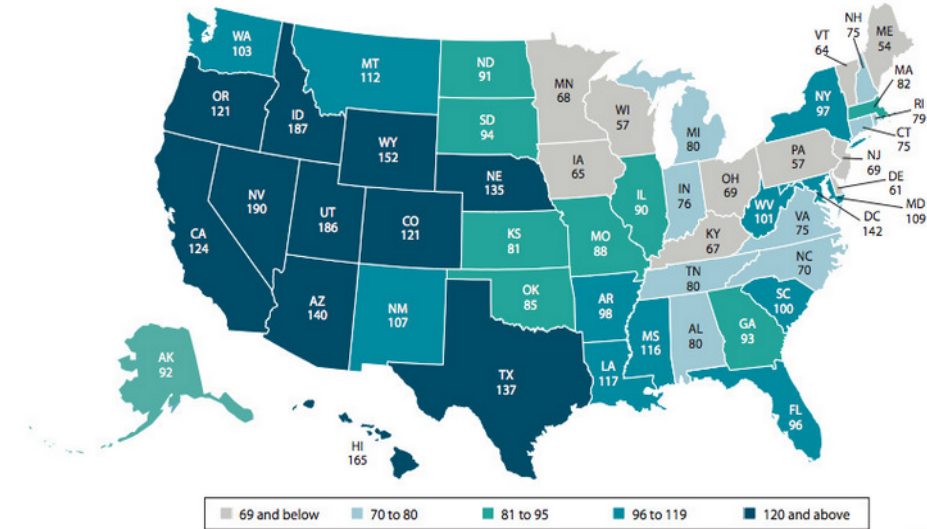 WA
103
OR
121
ID
187
MT
112
WY
152
CA
124
NV
190
UT
186
CO
121
AZ
140
NM
107
ND
91
SD
94
NE
135
KS
81
OK
85
TX
137
MN
68
IA
65
MO
88
AR
98
LA
117
WI
57
IL
90
MS
116
MI
80
IN
76
OH
69
KY
67
TN
80
AL
80
GA
93
FL
96
SC
100
NC
70
VA
75
WV
101
PA
57
NY
97
VT
64
NH
75
ME
54
MA
82
RI
79
CT
75
NJ
69
DE
61
MD
109
DC
142
AK
92
HI
165
69 and below
70 to 80
81 to 95
96 to 119
120 and above